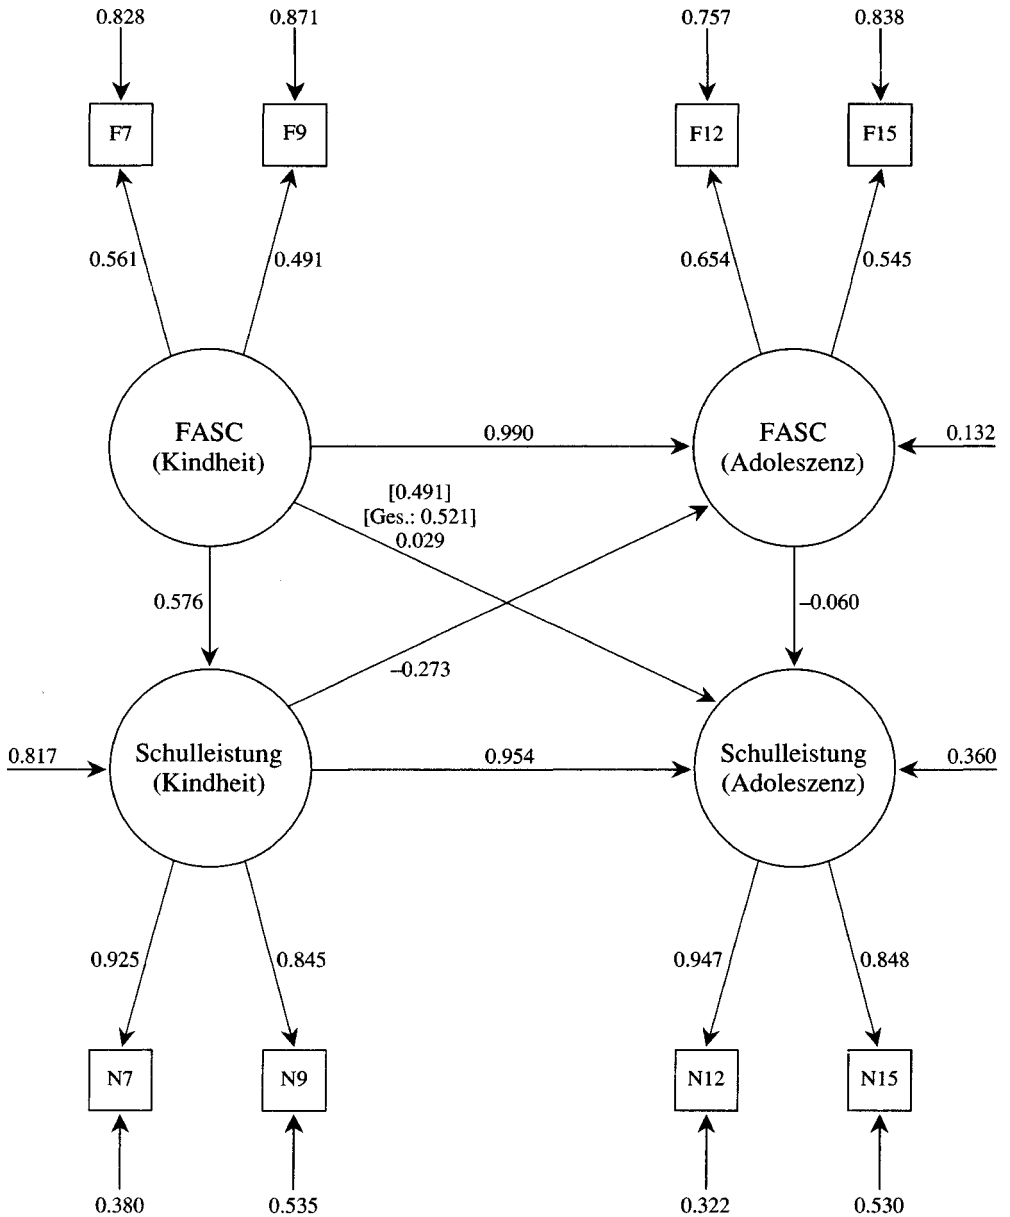 0.828
0.871
0.757
0.838
F7
F9
F12
F15
0.561
0.491
0.654
0.545
FASC
(Kindheit)
0.990
FASC
(Adoleszenz)
0.132
[0.491]
[Ges.: 0.521]
0.029
0.576
–0.060
–0.273
0.817
Schulleistung
(Kindheit)
0.954
Schulleistung
(Adoleszenz)
0.360
0.925
0.845
0.947
0.848
N7
N9
N12
N15
0.380
0.535
0.322
0.530